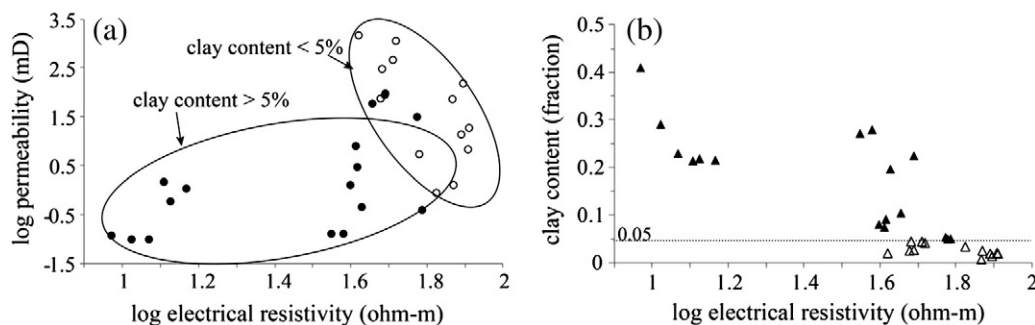 (a)
clay content < 5%
clay content > 5%
log permeability (mD)
3.5
2.5
1.5
0.5
-0.5
-1.5
1 1.2 1.4 1.6 1.8 2
log electrical resistivity (ohm-m)
(b)
clay content (fraction)
0.5
0.4
0.3
0.2
0.1
0
0.05
1 1.2 1.4 1.6 1.8 2
log electrical resistivity (ohm-m)